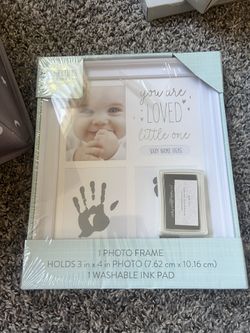 you are
LOVED
little one
BABY NAME HERE
1 PHOTO FRAME
HOLDS 3 in x 4 in PHOTO (7.62 cm x 10.16 cm)
1 WASHABLE INK PAD